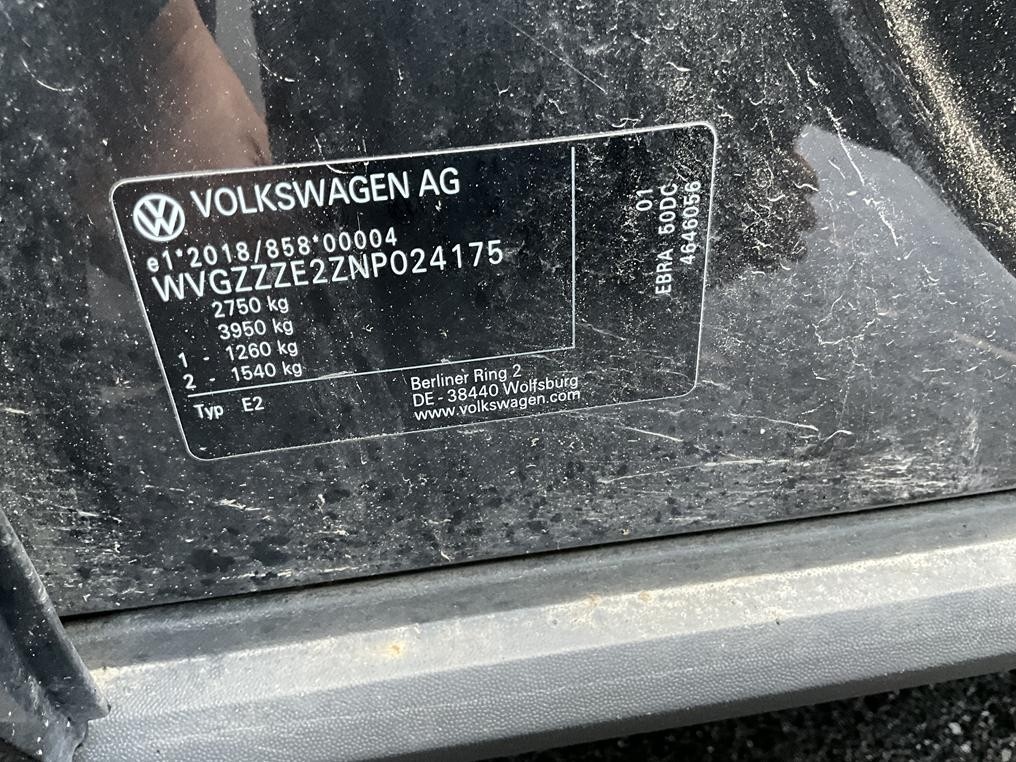 VOLKSWAGEN AG
e1*2018/858*00004
WVGZZZE2ZNP024175
2750 kg
3950 kg
1 - 1260 kg
2 - 1540 kg
Typ E2
Berliner Ring 2
DE - 38440 Wolfsburg
www.volkswagen.com
01
EBRA 50DC
4646056